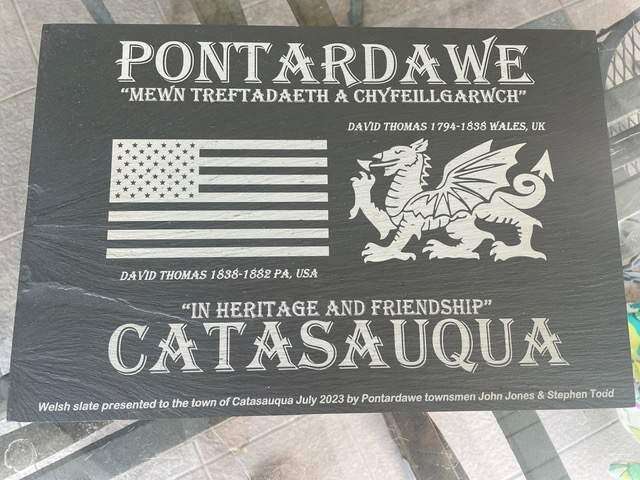 PONTARDAWE
“MEWN TREFTADAETH A CHYFEILLGARWCH”
DAVID THOMAS 1794-1838 WALES, UK
DAVID THOMAS 1838-1882 PA, USA
“IN HERITAGE AND FRIENDSHIP”
CATASAUQUA
Welsh slate presented to the town of Catasauqua July 2023 by Pontardawe townsmen John Jones & Stephen Todd